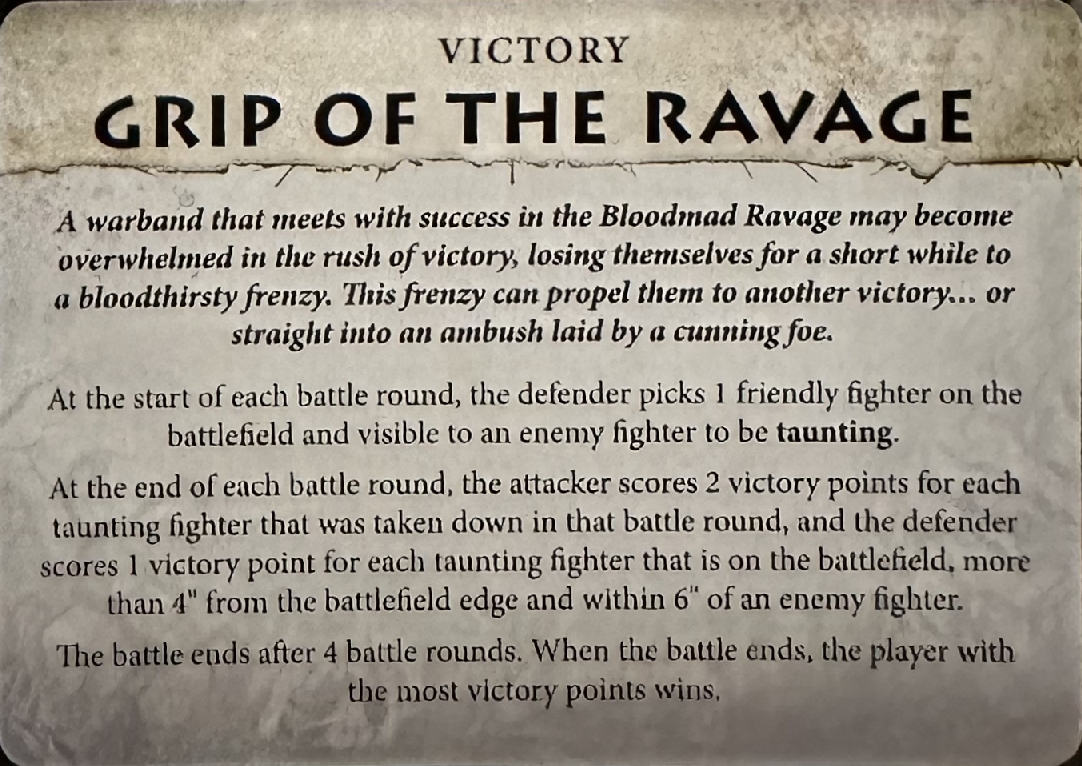 VICTORY
GRIP OF THE RAVAGE
A warband that meets with success in the Bloodmad Ravage may become
overwhelmed in the rush of victory, losing themselves for a short while to
a bloodthirsty frenzy. This frenzy can propel them to another victory... or
straight into an ambush laid by a cunning foe.
At the start of each battle round, the defender picks 1 friendly fighter on the
battlefield and visible to an enemy fighter to be taunting.
At the end of each battle round, the attacker scores 2 victory points for each
taunting fighter that was taken down in that battle round, and the defender
scores 1 victory point for each taunting fighter that is on the battlefield, more
than 4" from the battlefield edge and within 6" of an enemy fighter.
The battle ends after 4 battle rounds. When the battle ends, the player with
the most victory points wins.